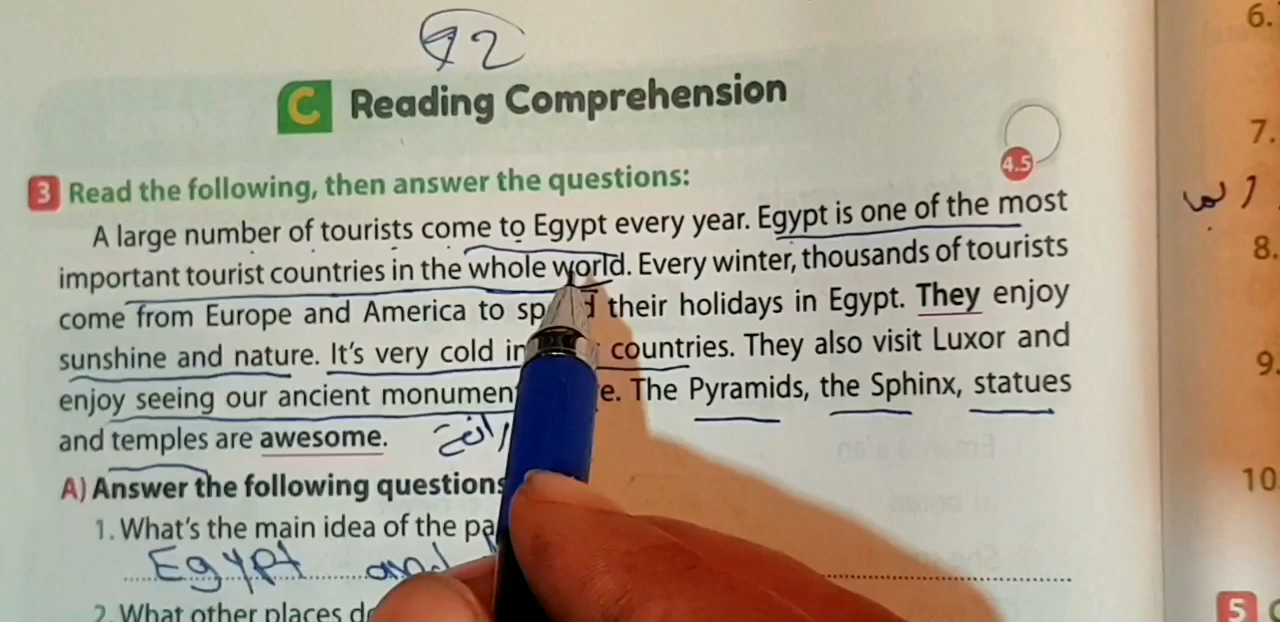 92
C Reading Comprehension
4.5
3 Read the following, then answer the questions:
A large number of tourists come to Egypt every year. Egypt is one of the most
important tourist countries in the whole world. Every winter, thousands of tourists
come from Europe and America to their holidays in Egypt. They enjoy
sunshine and nature. It's very cold in countries. They also visit Luxor and
enjoy seeing our ancient The Pyramids, the Sphinx, statues
and temples are awesome.
A) Answer the following
1. What's the main idea of the
Egypt and
2. What other places
6.
7.
8.
9.
10
5